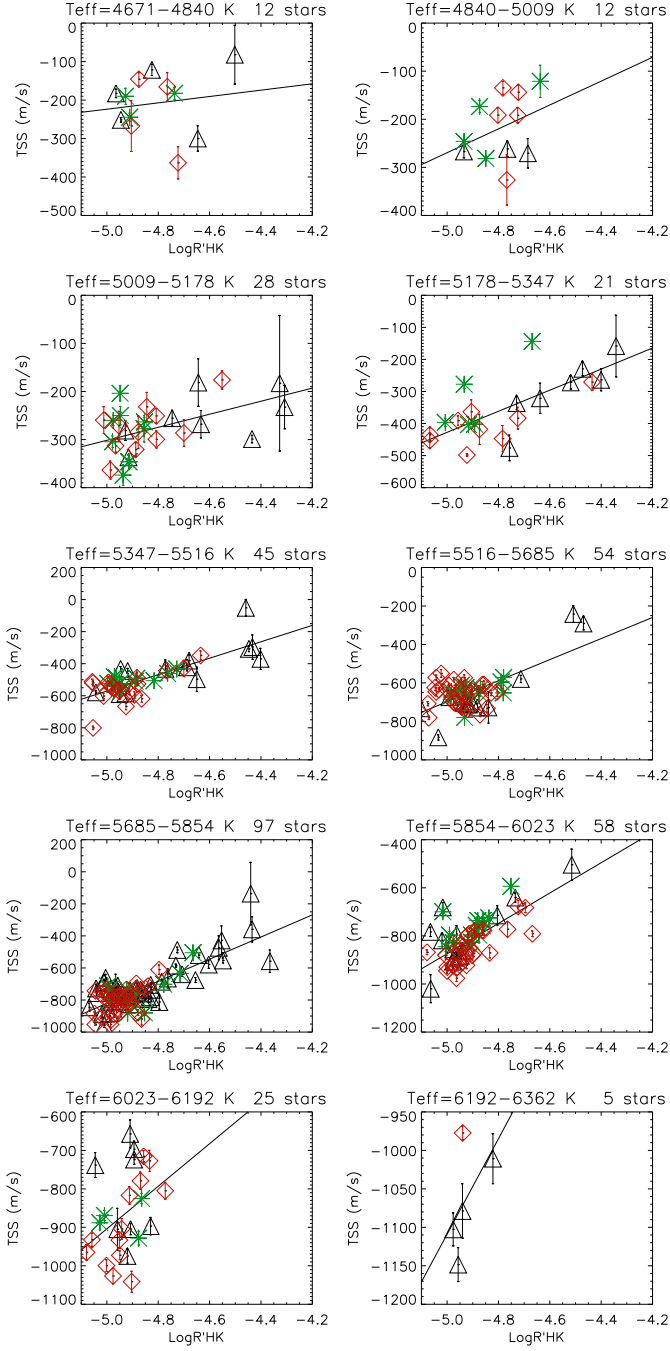 Teff=4671−4840 K 12 stars
0
−100
−200
−300
−400
−500
TSS (m/s)
−5.0 −4.8 −4.6 −4.4 −4.2
LogR'HK
Teff=4840−5009 K 12 stars
0
−100
−200
−300
−400
TSS (m/s)
−5.0 −4.8 −4.6 −4.4 −4.2
LogR'HK
Teff=5009−5178 K 28 stars
0
−100
−200
−300
−400
TSS (m/s)
−5.0 −4.8 −4.6 −4.4 −4.2
LogR'HK
Teff=5178−5347 K 21 stars
0
−100
−200
−300
−400
−500
−600
TSS (m/s)
−5.0 −4.8 −4.6 −4.4 −4.2
LogR'HK
Teff=5347−5516 K 45 stars
200
0
−200
−400
−600
−800
−1000
TSS (m/s)
−5.0 −4.8 −4.6 −4.4 −4.2
LogR'HK
Teff=5516−5685 K 54 stars
0
−200
−400
−600
−800
−1000
TSS (m/s)
−5.0 −4.8 −4.6 −4.4 −4.2
LogR'HK
Teff=5685−5854 K 97 stars
200
0
−200
−400
−600
−800
−1000
TSS (m/s)
−5.0 −4.8 −4.6 −4.4 −4.2
LogR'HK
Teff=5854−6023 K 58 stars
−400
−600
−800
−1000
−1200
TSS (m/s)
−5.0 −4.8 −4.6 −4.4 −4.2
LogR'HK
Teff=6023−6192 K 25 stars
−600
−700
−800
−900
−1000
−1100
TSS (m/s)
−5.0 −4.8 −4.6 −4.4 −4.2
LogR'HK
Teff=6192−6362 K 5 stars
−950
−1000
−1050
−1100
−1150
−1200
TSS (m/s)
−5.0 −4.8 −4.6 −4.4 −4.2
LogR'HK